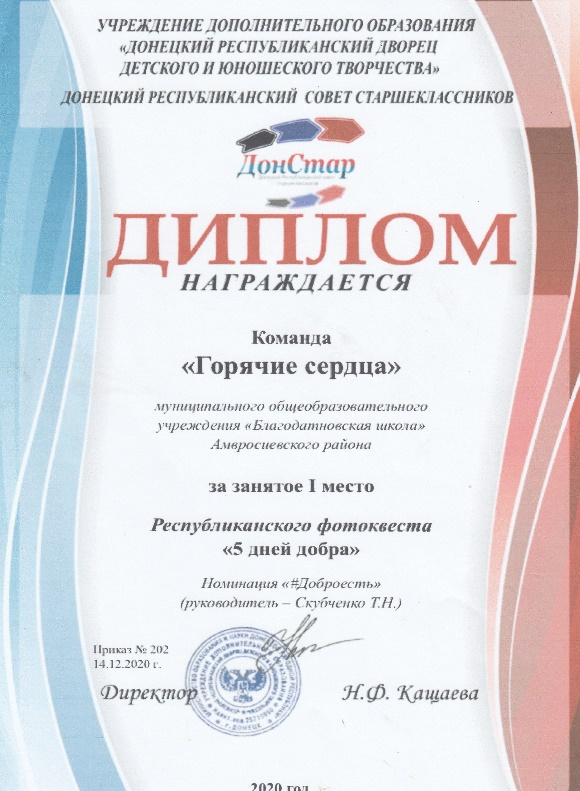 УЧРЕЖДЕНИЕ ДОПОЛНИТЕЛЬНОГО ОБРАЗОВАНИЯ
«ДОНЕЦКИЙ РЕСПУБЛИКАНСКИЙ ДВОРЕЦ
ДЕТСКОГО И ЮНОШЕСКОГО ТВОРЧЕСТВА»
ДОНЕЦКИЙ РЕСПУБЛИКАНСКИЙ СОВЕТ СТАРШЕКЛАССНИКОВ
ДонСтар
ДИПЛОМ
НАГРАЖДАЕТСЯ
Команда
«Горячие сердца»
муниципального общеобразовательного
учреждения «Благодатновская школа»
Амвросиевского района
за занятое I место
Республиканского фотоквеста
«5 дней добра»
Номинация «#Доброесть»
(руководитель – Скубченко Т.Н.)
Приказ № 202
14.12.2020 г.
Директор Н.Ф. Кащаева
2020 год